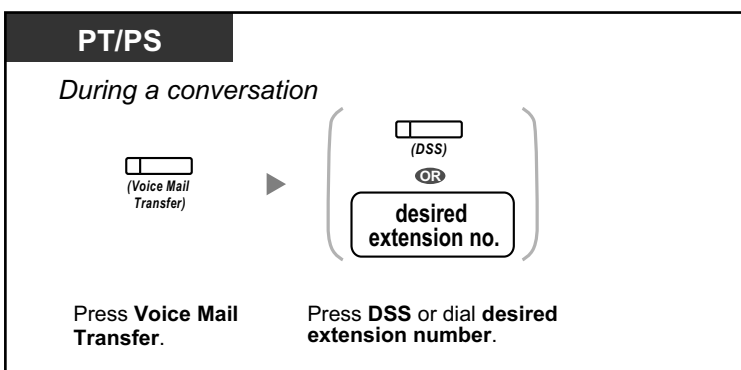 PT/PS
During a conversation
(Voice Mail
Transfer)
(DSS)
OR
desired
extension no.
Press Voice Mail
Transfer.
Press DSS or dial desired
extension number.